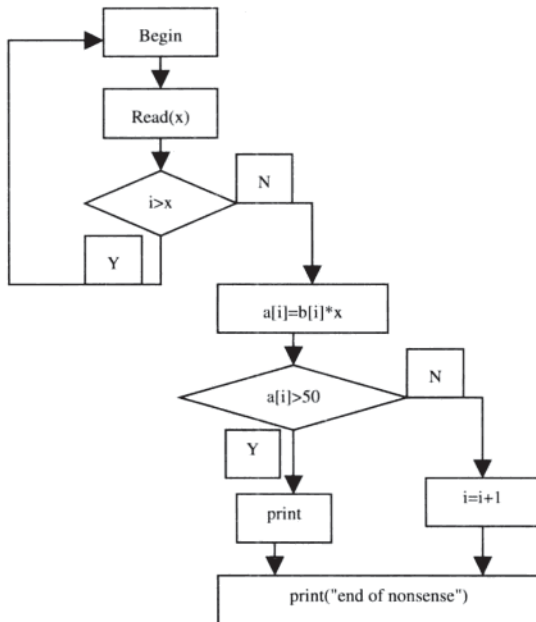 Begin
Read(x)
i>x
N
Y
a[i]=b[i]*x
a[i]>50
N
Y
print
i=i+1
print("end of nonsense")